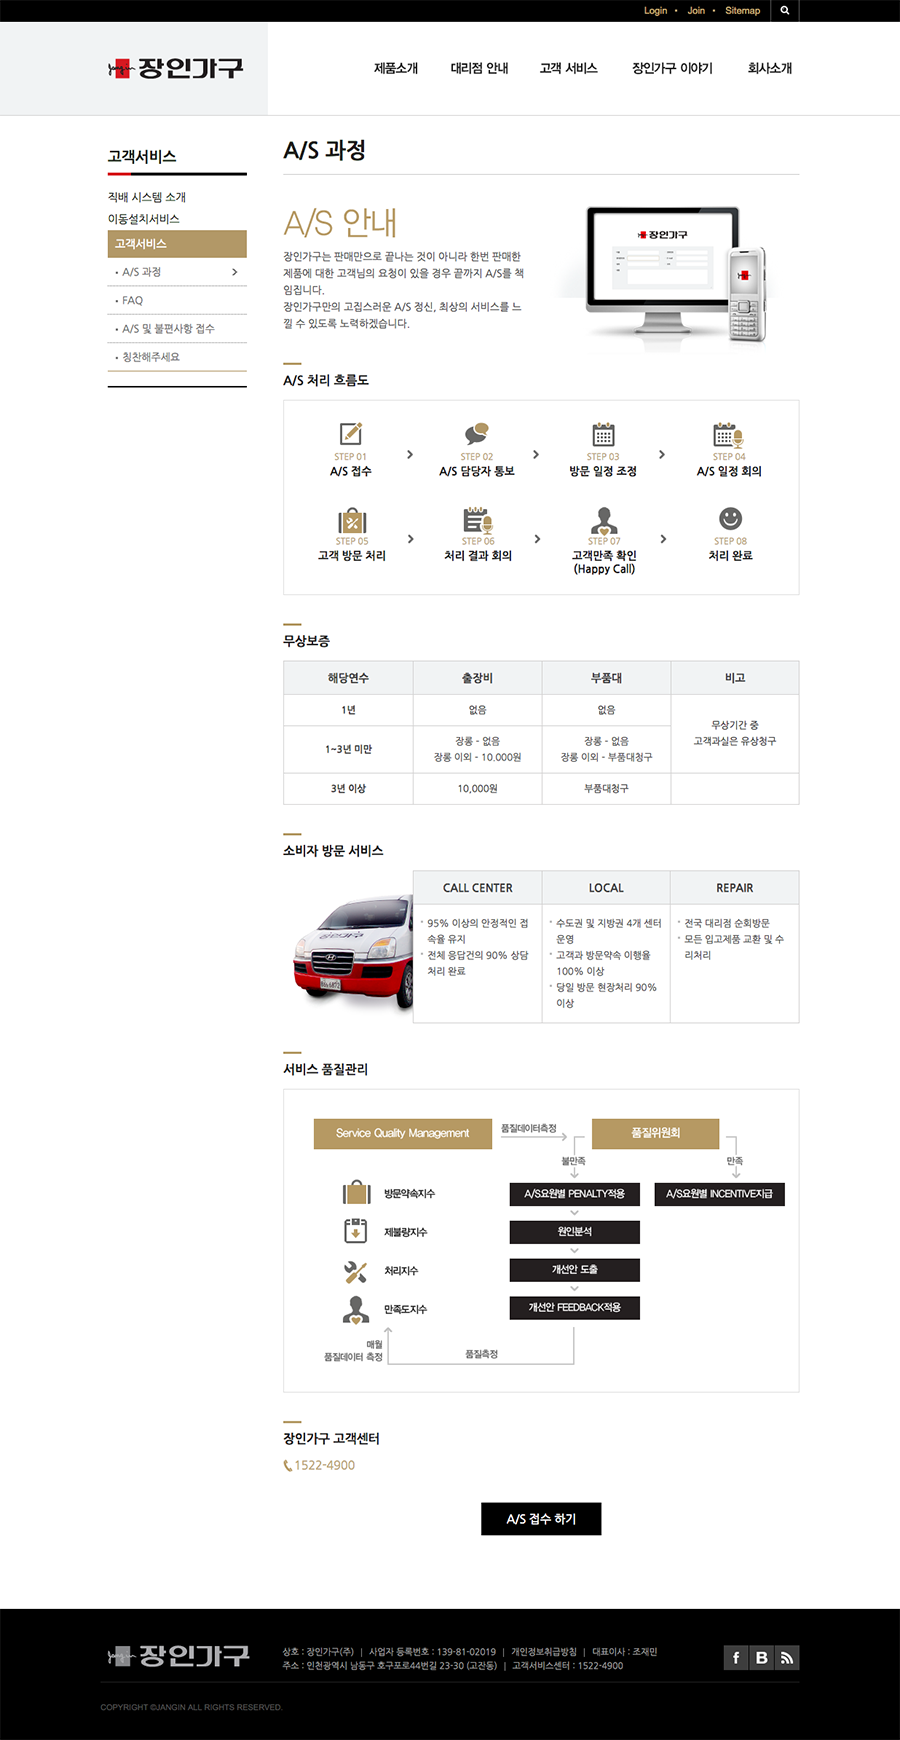 Login • Join • Sitemap
장인가구
제품소개 대리점 안내 고객 서비스 장인가구 이야기 회사소개
고객서비스
직배 시스템 소개
이동설치서비스
고객서비스
• A/S 과정
• FAQ
• A/S 및 불편사항 접수
• 칭찬해주세요
A/S 과정
A/S 안내
장인가구는 판매만으로 끝나는 것이 아니라 한번 판매한
제품에 대한 고객님의 요청이 있을 경우 끝까지 A/S를 책
임집니다.
장인가구만의 고집스러운 A/S 정신, 최상의 서비스를 느
낄 수 있도록 노력하겠습니다.
장인가구
A/S 처리 흐름도
STEP 01 STEP 02 STEP 03 STEP 04
A/S 접수 A/S 담당자 통보 방문 일정 조정 A/S 일정 회의
STEP 05 STEP 06 STEP 07 STEP 08
고객 방문 처리 처리 결과 회의 고객만족 확인 처리 완료
(Happy Call)
무상보증
해당연수 출장비 부품대 비고
1년 없음 없음
무상기간 중
고객과실은 유상청구
1~3년 미만
장롱 - 없음 장롱 - 없음
장롱 이외 - 10.000원 장롱 이외 - 부품대청구
3년 이상 10,000원 부품대청구
소비자 방문 서비스
CALL CENTER LOCAL REPAIR
95% 이상의 안정적인 접
속율 유지
전체 응답건의 90% 상담
처리 완료
수도권 및 지방권 4개 센터
운영
고객과 방문약속 이행율
100% 이상
당일 방문 현장처리 90%
이상
전국 대리점 순회방문
모든 입고제품 교환 및 수
리처리
장인가구
서비스 품질관리
Service Quality Management 품질데이터측정 품질위원회
불만족 만족
방문약속지수 A/S요원별 PENALTY적용 A/S요원별 INCENTIVE지급
제불량지수 원인분석
처리지수 개선안 도출
만족도지수 개선안 FEEDBACK적용
매월
품질데이터 측정 품질측정
장인가구 고객센터
1522-4900
A/S 접수 하기
장인가구
상호 : 장인가구(주) | 사업자 등록번호 : 139-81-02019 | 개인정보취급방침 | 대표이사 : 조재민
주소 : 인천광역시 남동구 호구포로44번길 23-30 (고잔동) | 고객서비스센터 : 1522-4900
COPYRIGHT ©JANGIN ALL RIGHTS RESERVED.